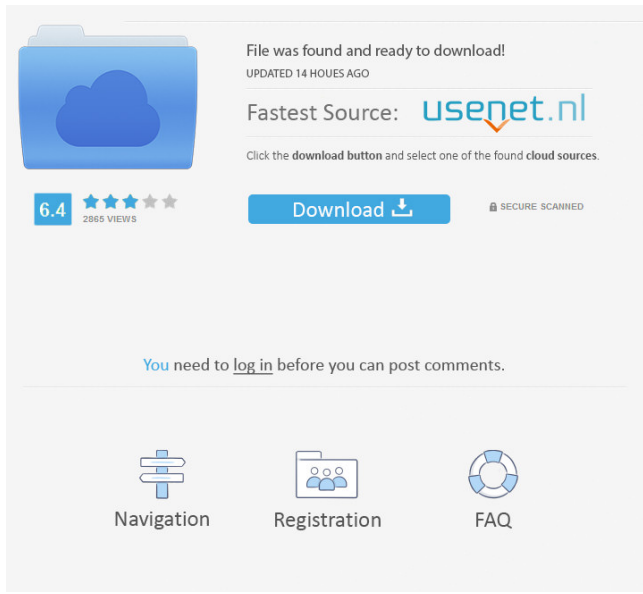 File was found and ready to download!
UPDATED 14 HOUES AGO
Fastest Source: usenet.nl
Click the download button and select one of the found cloud sources.
6.4
2865 VIEWS
Download
SECURE SCANNED
You need to log in before you can post comments.
Navigation
Registration
FAQ